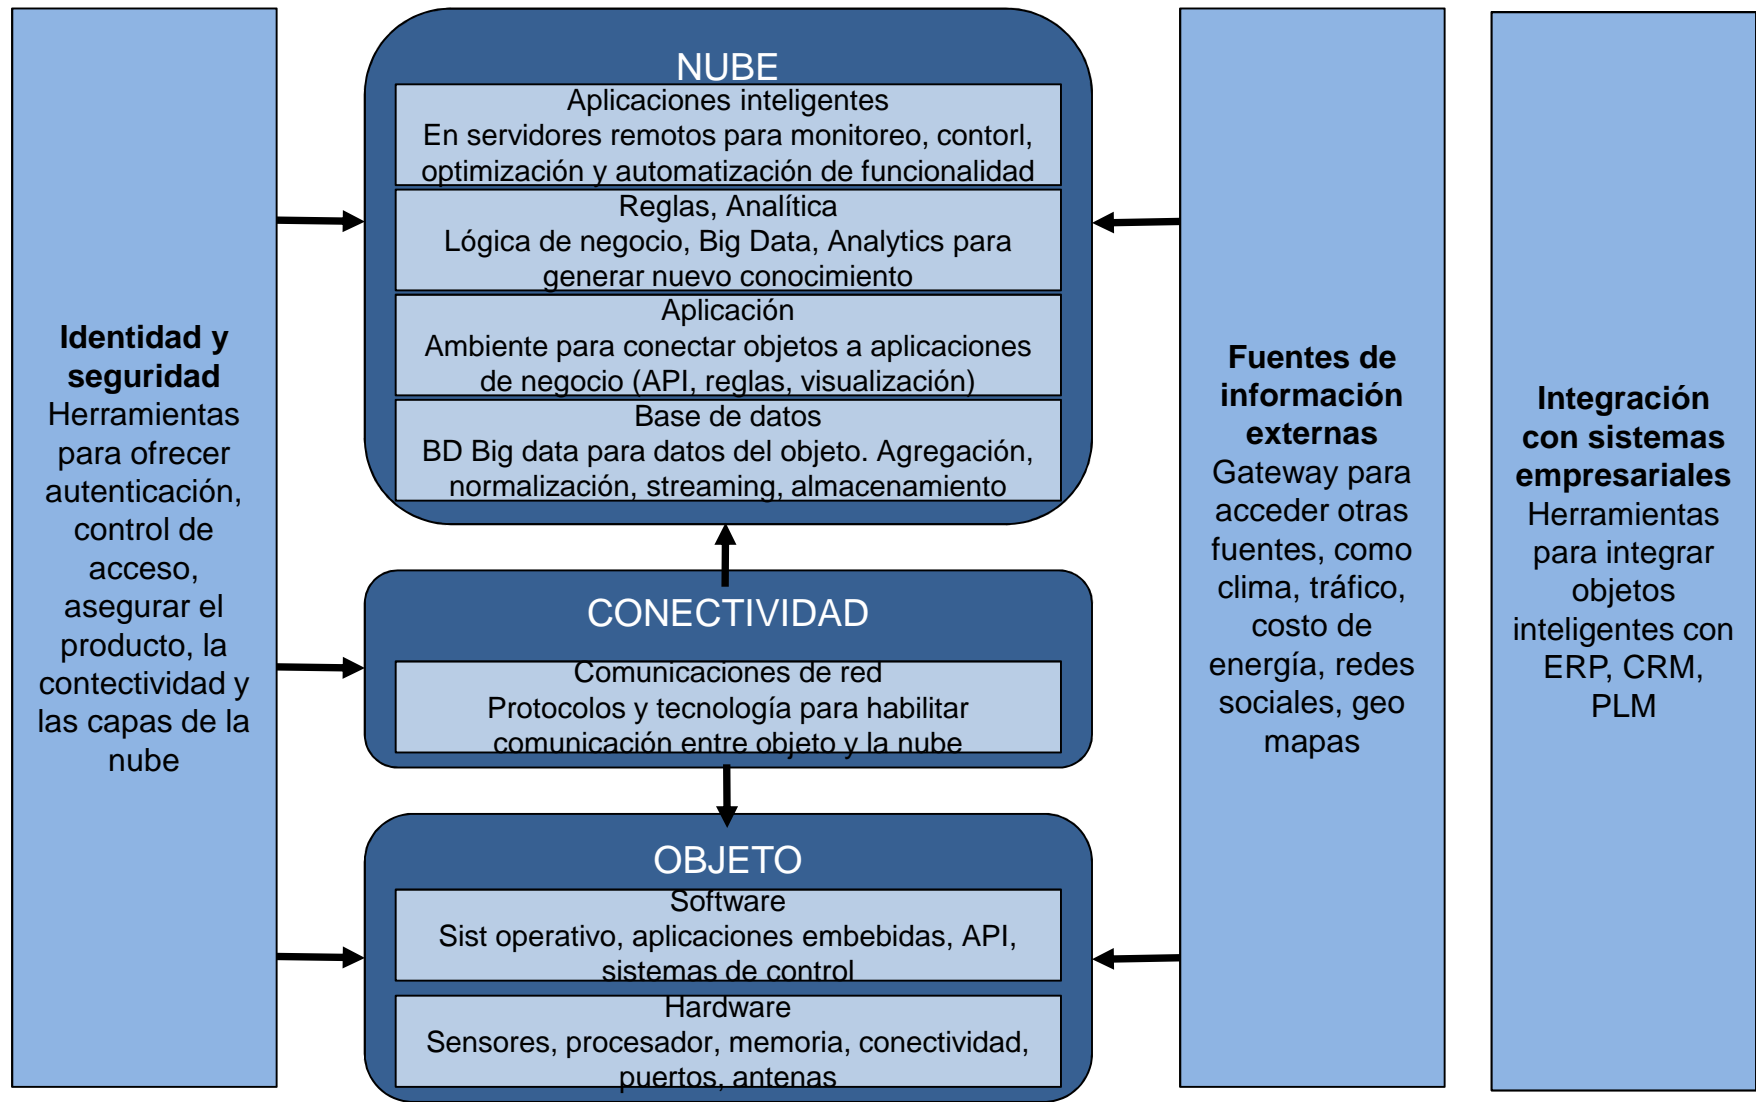 Identidad y
seguridad
Herramientas
para ofrecer
autenticación,
control de
acceso,
asegurar el
producto, la
contectividad y
las capas de la
nube
NUBE
Aplicaciones inteligentes
En servidores remotos para monitoreo, contorl,
optimización y automatización de funcionalidad
Reglas, Analítica
Lógica de negocio, Big Data, Analytics para
generar nuevo conocimiento
Aplicación
Ambiente para conectar objetos a aplicaciones
de negocio (API, reglas, visualización)
Base de datos
BD Big data para datos del objeto. Agregación,
normalización, streaming, almacenamiento
CONECTIVIDAD
Comunicaciones de red
Protocolos y tecnología para habilitar
comunicación entre objeto y la nube
OBJETO
Software
Sist operativo, aplicaciones embebidas, API,
sistemas de control
Hardware
Sensores, procesador, memoria, conectividad,
puertos, antenas
Fuentes de
información
externas
Gateway para
acceder otras
fuentes, como
clima, tráfico,
costo de
energía, redes
sociales, geo
mapas
Integración
con sistemas
empresariales
Herramientas
para integrar
objetos
inteligentes con
ERP, CRM,
PLM